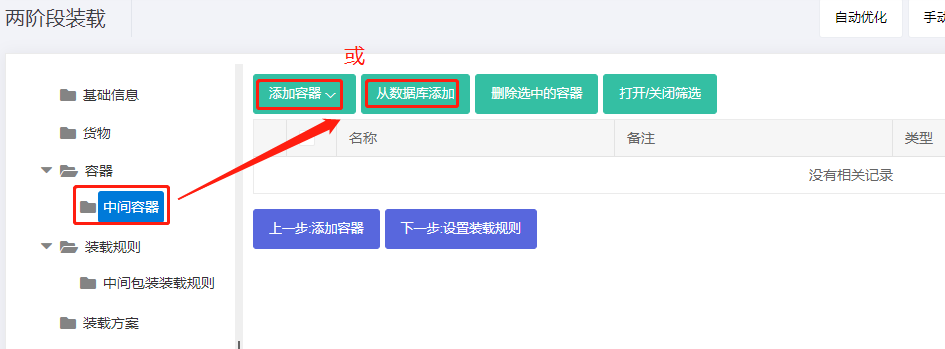 两阶段装载
自动优化
手动
或
添加容器
从数据库添加
删除选中的容器
打开/关闭筛选
基础信息
货物
容器
中间容器
装载规则
中间包装装载规则
装载方案
名称
备注
类型
没有相关记录
上一步:添加容器
下一步:设置装载规则